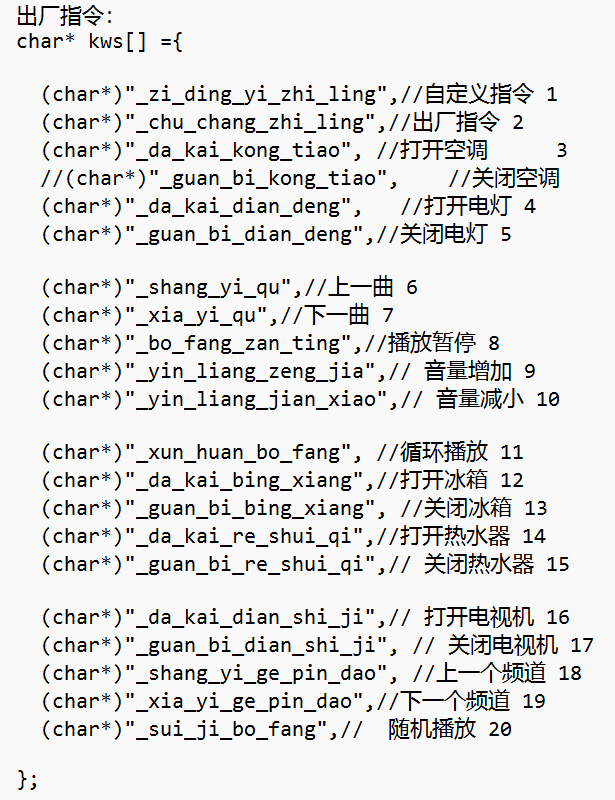 出厂指令：
char* kws[] ={
(char*)"_zi_ding_yi_zhi_ling",//自定义指令 1
(char*)"_chu_chang_zhi_ling",//出厂指令 2
(char*)"_da_kai_kong_tiao", //打开空调 3
//(char*)"_guan_bi_kong_tiao", //关闭空调
(char*)"_da_kai_dian_deng", //打开电灯 4
(char*)"_guan_bi_dian_deng",//关闭电灯 5
(char*)"_shang_yi_qu",//上一曲 6
(char*)"_xia_yi_qu",//下一曲 7
(char*)"_bo_fang_zan_ting",//播放暂停 8
(char*)"_yin_liang_zeng_jia",// 音量增加 9
(char*)"_yin_liang_jian_xiao",// 音量减小 10
(char*)"_xun_huan_bo_fang", //循环播放 11
(char*)"_da_kai_bing_xiang",//打开冰箱 12
(char*)"_guan_bi_bing_xiang", //关闭冰箱 13
(char*)"_da_kai_re_shui_qi",//打开热水器 14
(char*)"_guan_bi_re_shui_qi",// 关闭热水器 15
(char*)"_da_kai_dian_shi_ji",// 打开电视机 16
(char*)"_guan_bi_dian_shi_ji", // 关闭电视机 17
(char*)"_shang_yi_ge_pin_dao", //上一个频道 18
(char*)"_xia_yi_ge_pin_dao",//下一个频道 19
(char*)"_sui_ji_bo_fang",// 随机播放 20
};